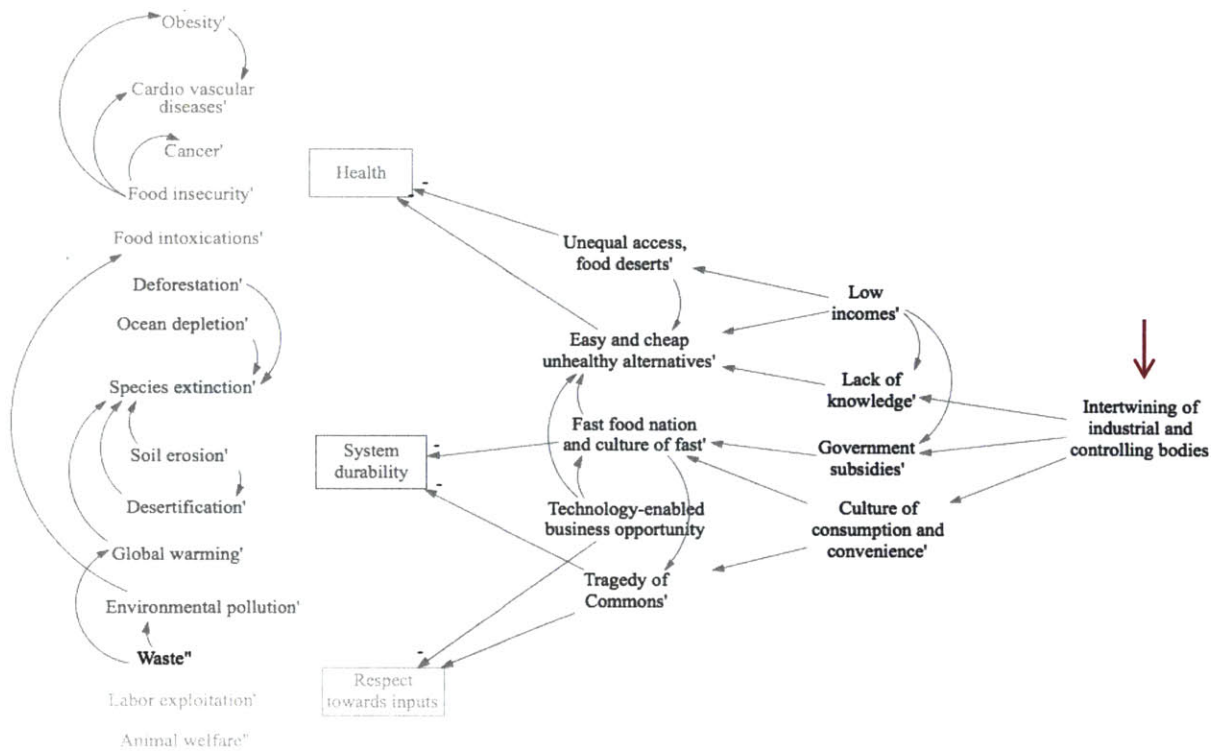 Obesity'
Cardio vascular
diseases'
Cancer'
Food insecurity'
Food intoxications'
Deforestation'
Ocean depletion'
Species extinction'
Soil erosion'
Desertification'
Global warming'
Environmental pollution'
Waste"
Labor exploitation'
Animal welfare"
Health
-
-
System
durability
-
-
Respect
towards inputs
-
Unequal access,
food deserts'
Easy and cheap
unhealthy alternatives'
Fast food nation
and culture of fast'
Technology-enabled
business opportunity
Tragedy of
Commons'
Low
incomes'
Lack of
knowledge'
Government
subsidies'
Culture of
consumption and
convenience'
Intertwining of
industrial and
controlling bodies